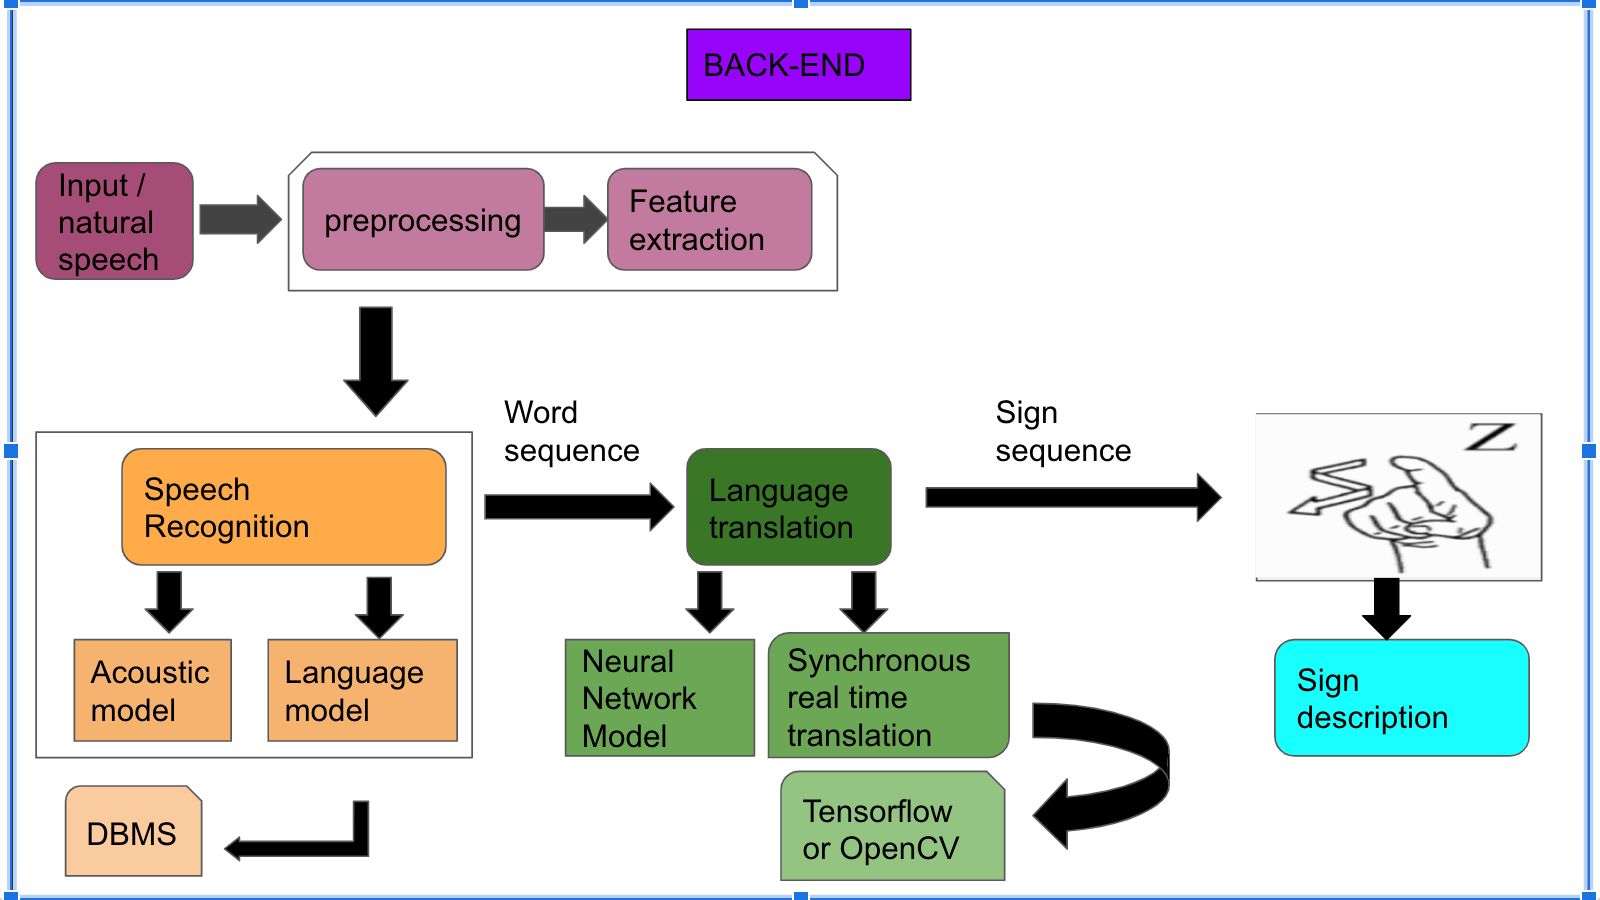 BACK-END
Input /
natural
speech
preprocessing
Feature
extraction
Word
sequence
Sign
sequence
Speech
Recognition
Language
translation
Z
Acoustic
model
Language
model
Neural
Network
Model
Synchronous
real time
translation
Sign
description
DBMS
Tensorflow
or OpenCV